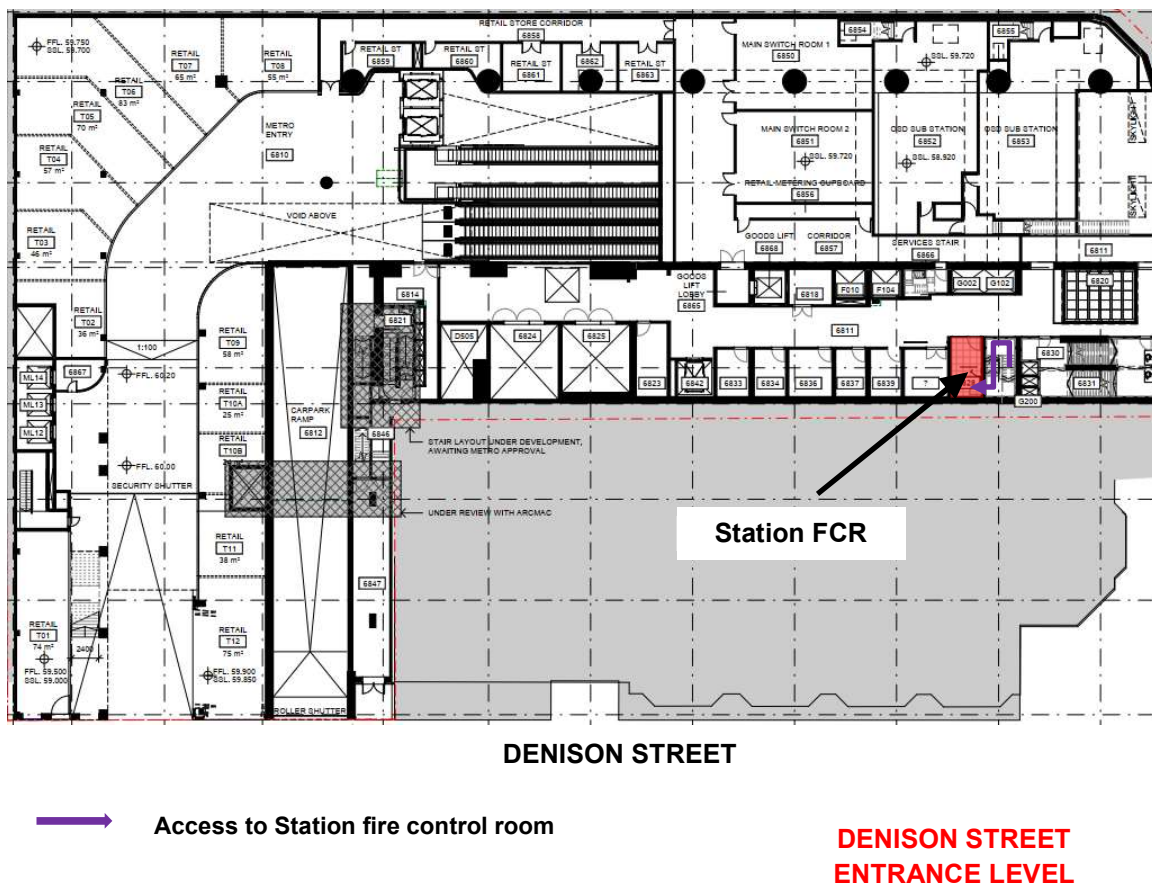 FFL. 59.750
SSL. 59.700
RETAIL
T07
65 m²
RETAIL
T08
55 m²
RETAIL STORE CORRIDOR
6858
RETAIL ST
6859
RETAIL ST
6860
RETAIL ST
6861
6862
RETAIL ST
6863
MAIN SWITCH ROOM 1
6850
6854
SSL. 59.720
6855
RETAIL
T06
83 m²
RETAIL
T05
70 m²
METRO
ENTRY
6810
MAIN SWITCH ROOM 2
6851
SSL. 59.720
OSD SUB STATION
6852
SSL. 58.920
OSD SUB STATION
6853
SKYLIGHT
SKYLIGHT
RETAIL
T04
57 m²
RETAIL METERING CUPBOARD
6856
VOID ABOVE
RETAIL
T03
46 m²
GOODS LIFT
6868
CORRIDOR
6857
SERVICES STAIR
6866
6811
GOODS
LIFT
LOBBY
6865
6814
6818
F010
F104
G002
G102
6820
RETAIL
T02
36 m²
6821
D505
6824
6825
6811
RETAIL
T09
58 m²
1:100
6867
FFL. 60.20
ML14
ML13
ML12
6823
6842
6833
6834
6836
6837
6839
?
6830
6831
G200
RETAIL
T10A
25 m²
CARPARK
RAMP
6812
6846
STAIR LAYOUT UNDER DEVELOPMENT,
AWAITING METRO APPROVAL
RETAIL
T10B
FFL. 60.00
SECURITY SHUTTER
UNDER REVIEW WITH ARCMAC
Station FCR
RETAIL
T11
38 m²
6847
RETAIL
T01
74 m²
FFL. 59.500
SSL. 59.000
2400
RETAIL
T12
75 m²
FFL. 59.900
SSL. 59.850
ROLLER SHUTTER
DENISON STREET
Access to Station fire control room
DENISON STREET
ENTRANCE LEVEL